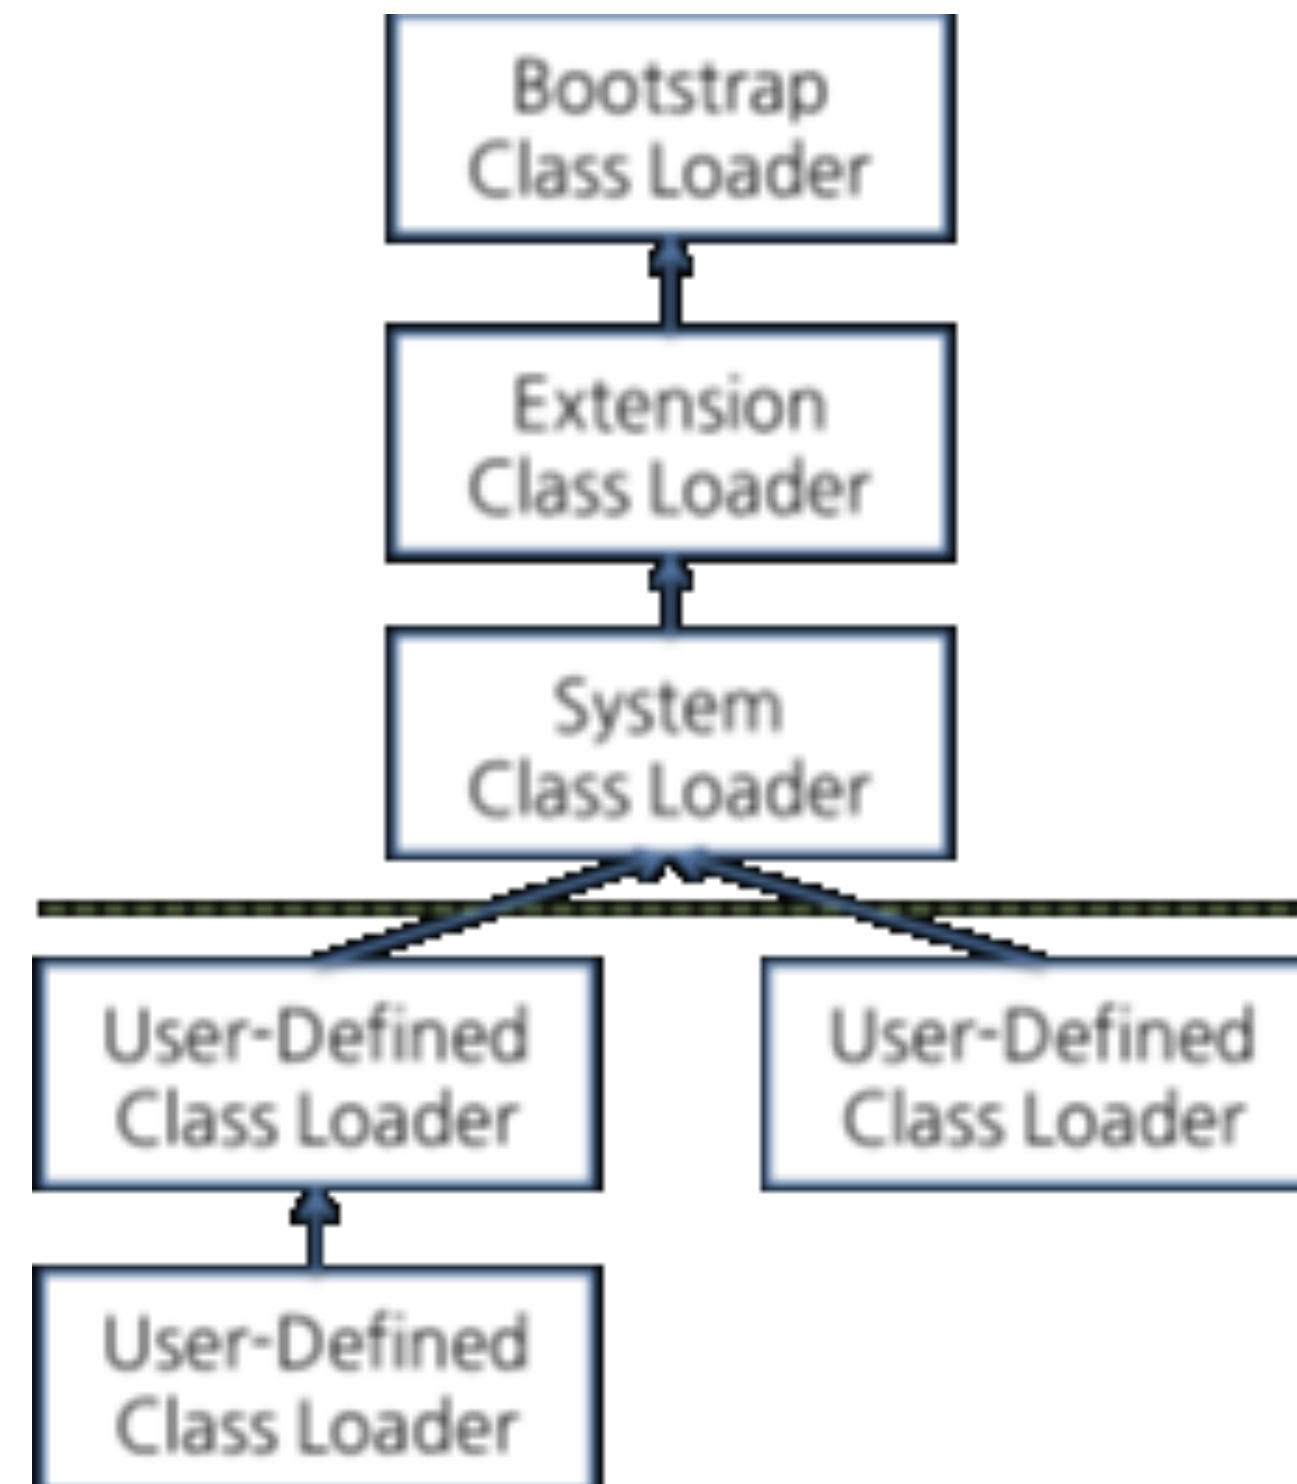 Bootstrap
Class Loader
Extension
Class Loader
System
Class Loader
User-Defined
Class Loader
User-Defined
Class Loader
User-Defined
Class Loader